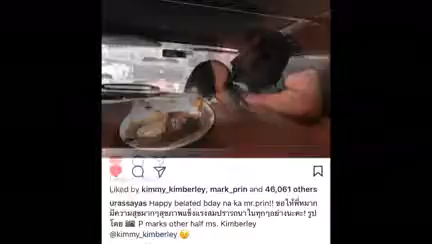 Liked by kimmy_kimberley, mark_prin and 46,061 others
urassayas Happy belated bday na ka mr.prin!! ขอให้พี่หมาก
มีความสุขมากๆสุขภาพแข็งแรงสมปรารถนาในทุกๆอย่างนะคะ! รูป
โดย 📷 P marks other half ms. Kimberley
@kimmy_kimberley 😉